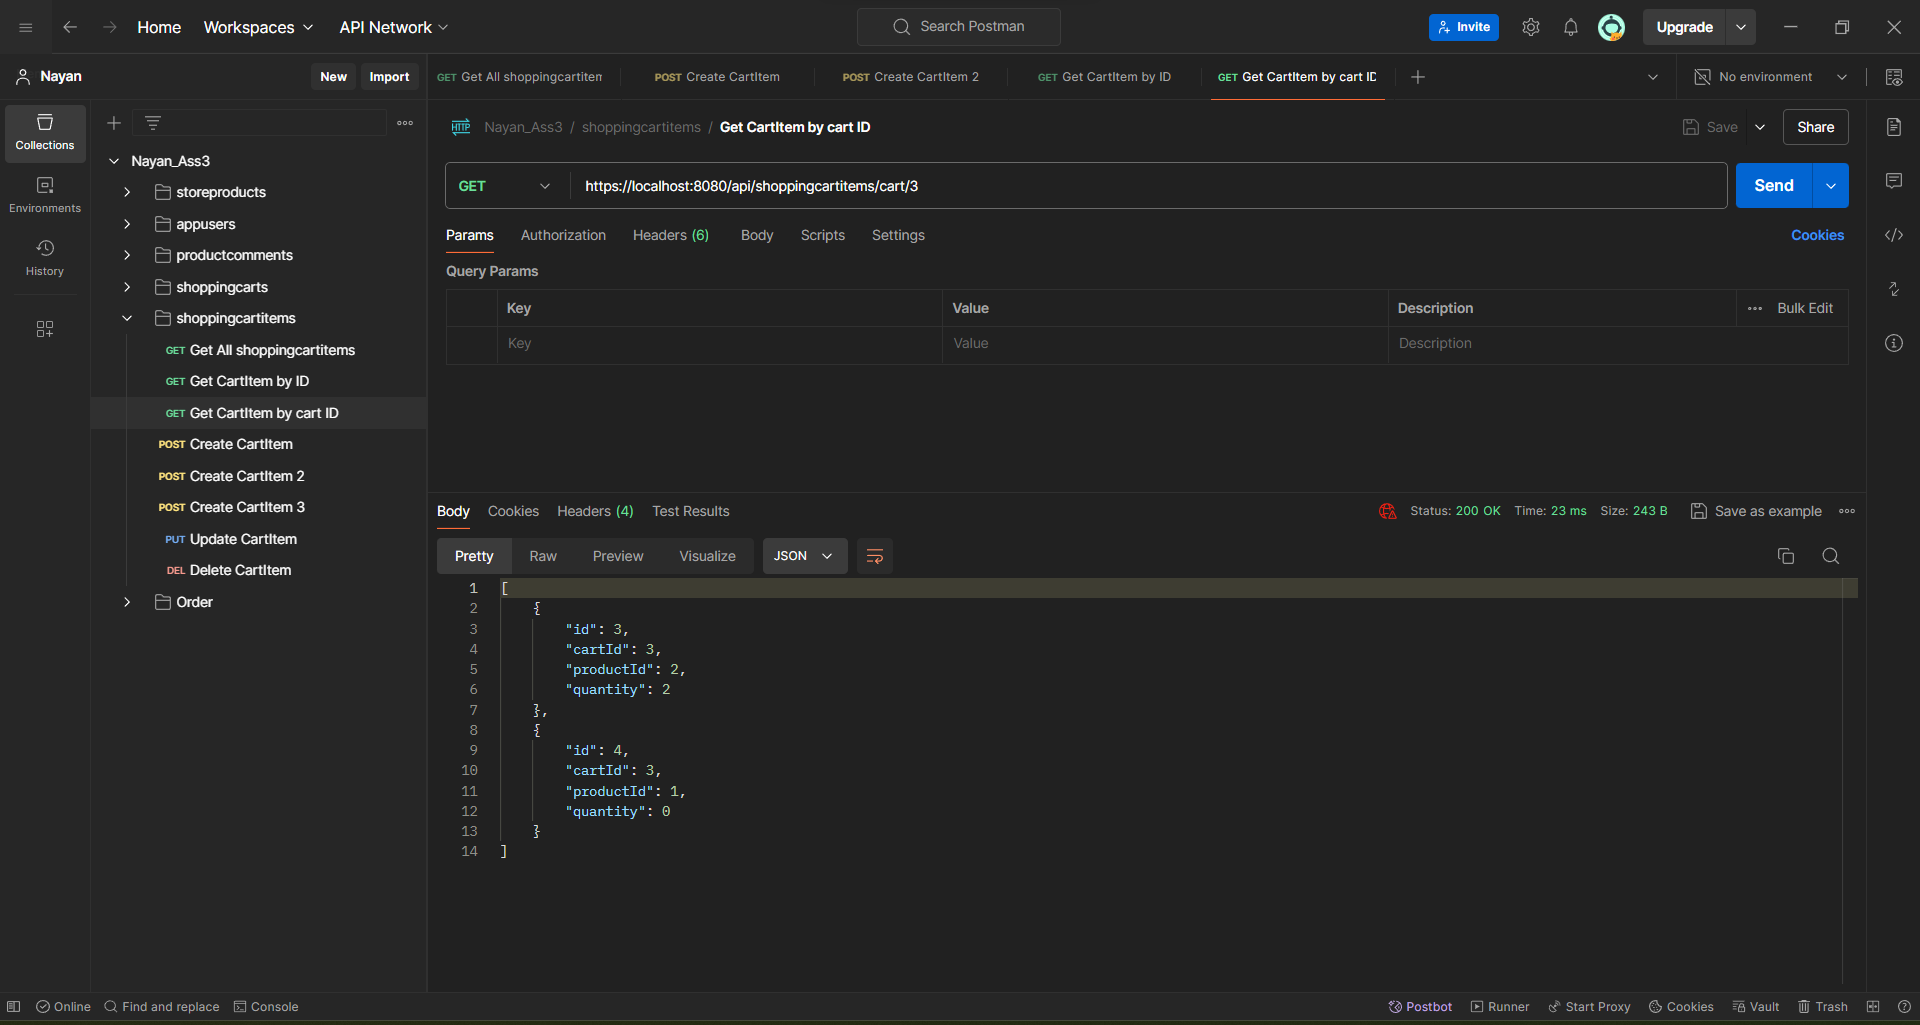 Home Workspaces API Network Search Postman Invite Upgrade
Nayan New Import
GET Get All shoppingcartitem POST Create CartItem POST Create CartItem 2 GET Get CartItem by ID GET Get CartItem by cart ID No environment
Collections
Environments
History
Nayan_Ass3
storeproducts
appusers
productcomments
shoppingcarts
shoppingcartitems
GET Get All shoppingcartitems
GET Get CartItem by ID
GET Get CartItem by cart ID
POST Create CartItem
POST Create CartItem 2
POST Create CartItem 3
PUT Update CartItem
DEL Delete CartItem
Order
HTTP Nayan_Ass3 / shoppingcartitems / Get CartItem by cart ID Save Share
GET https://localhost:8080/api/shoppingcartitems/cart/3 Send
Params Authorization Headers (6) Body Scripts Settings Cookies
Query Params
Key Value Description Bulk Edit
Key Value Description
Body Cookies Headers (4) Test Results Status: 200 OK Time: 23 ms Size: 243 B Save as example
Pretty Raw Preview Visualize JSON
1 [
2 {
3 "id": 3,
4 "cartId": 3,
5 "productId": 2,
6 "quantity": 2
7 },
8 {
9 "id": 4,
10 "cartId": 3,
11 "productId": 1,
12 "quantity": 0
13 }
14 ]
Online Find and replace Console Postbot Runner Start Proxy Cookies Vault Trash